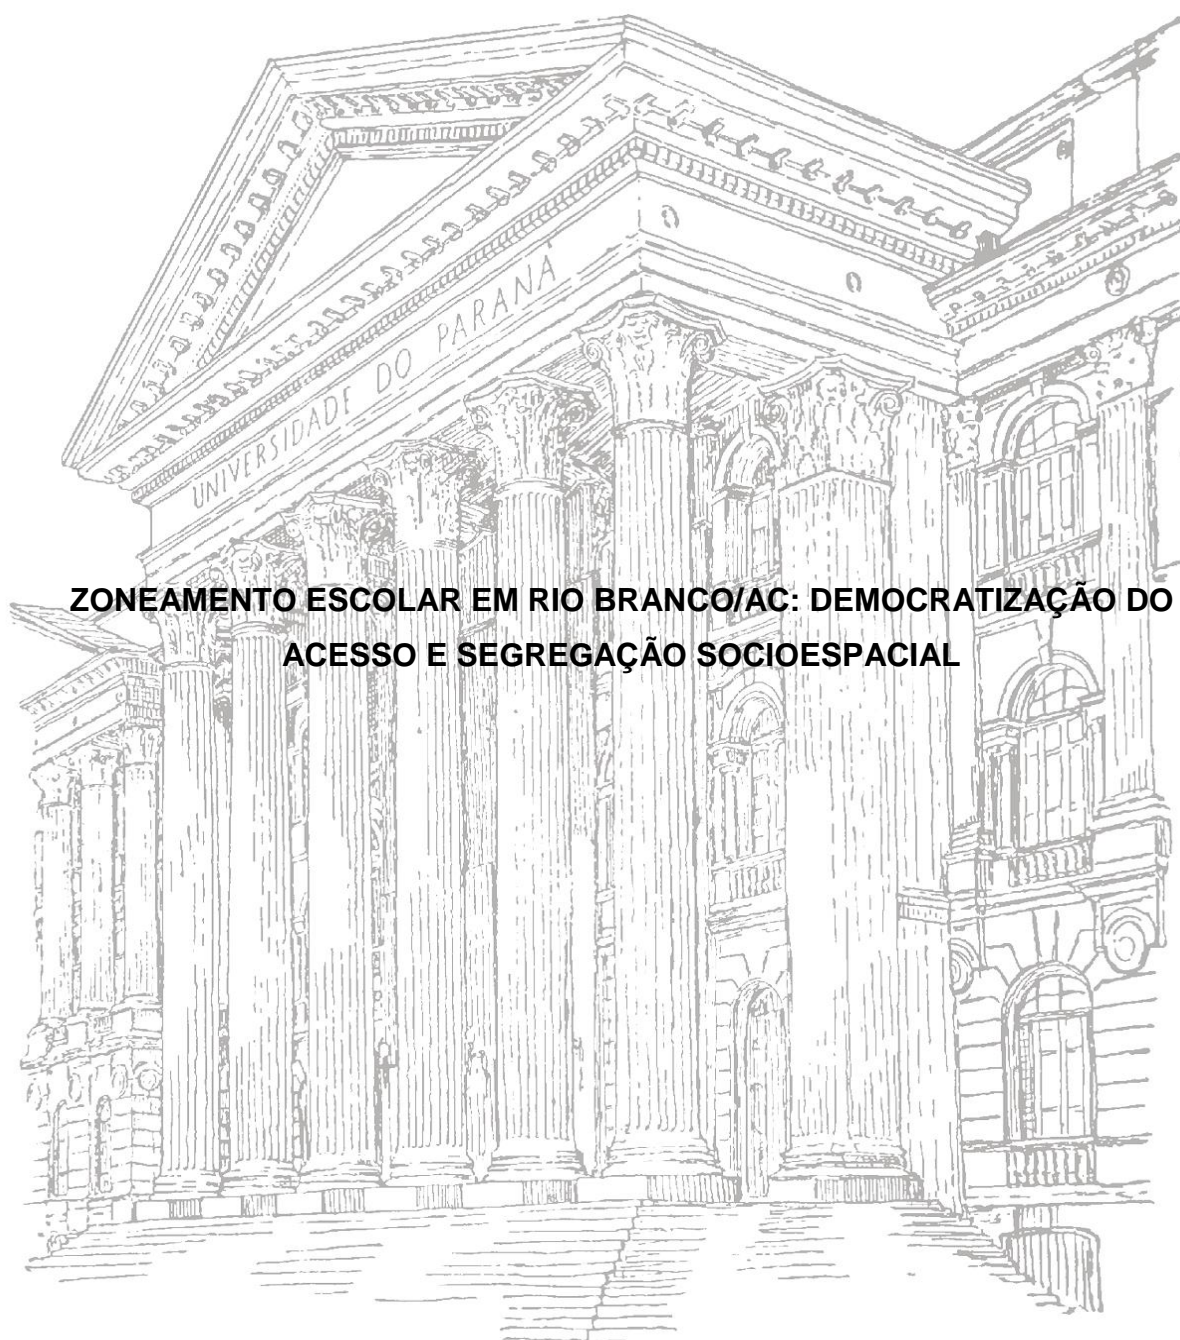 UNIVERSIDADE DO PARANÁ
ZONEAMENTO ESCOLAR EM RIO BRANCO/AC: DEMOCRATIZAÇÃO DO
ACESSO E SEGREGAÇÃO SOCIOESPACIAL